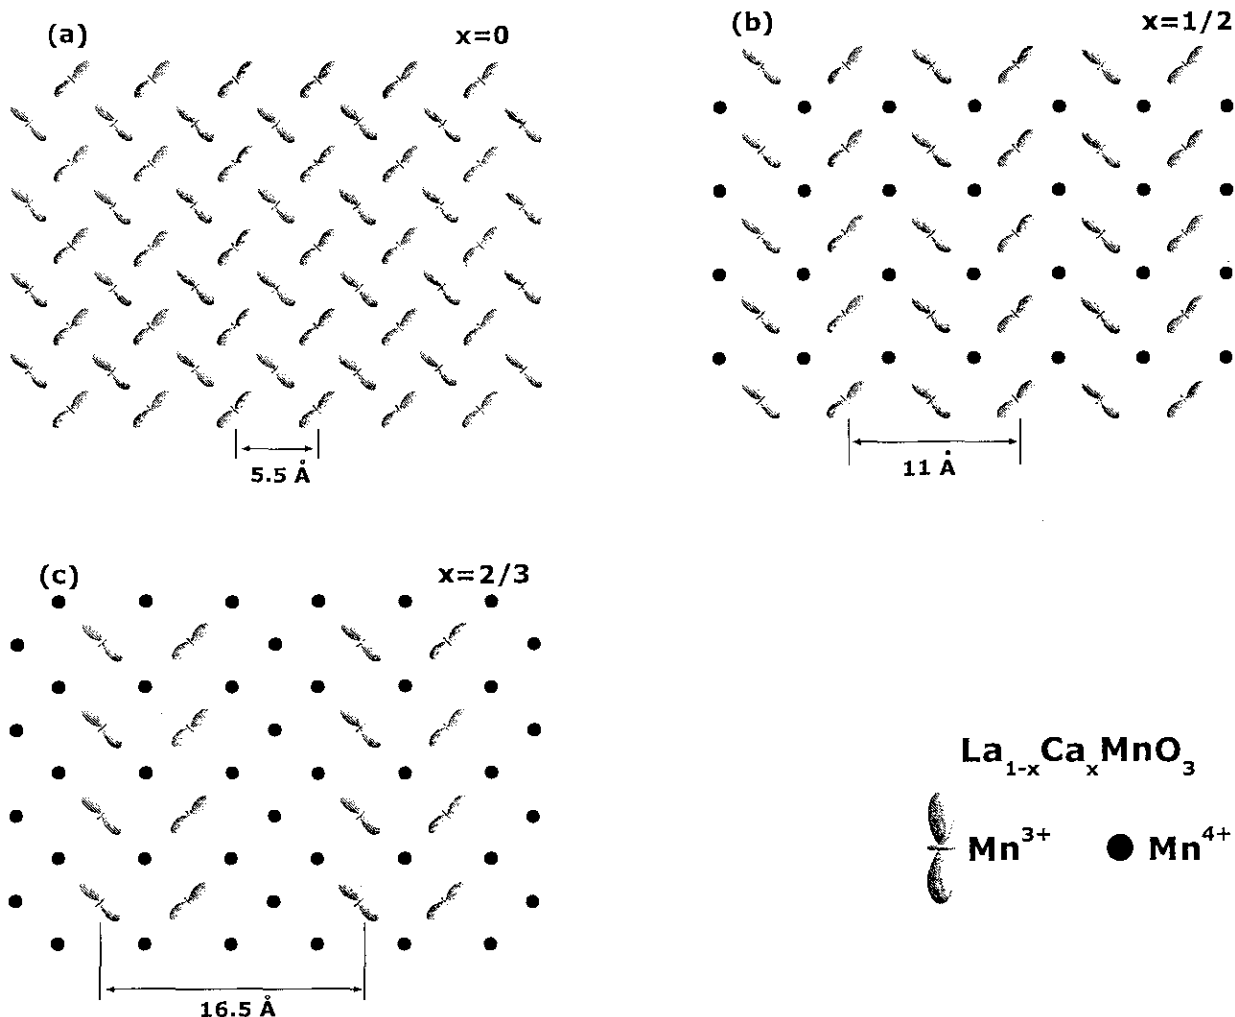 (a)
x=0
5.5 Å
(b)
x=1/2
11 Å
(c)
x=2/3
16.5 Å
La1-xCaxMnO3
Mn3+
Mn4+